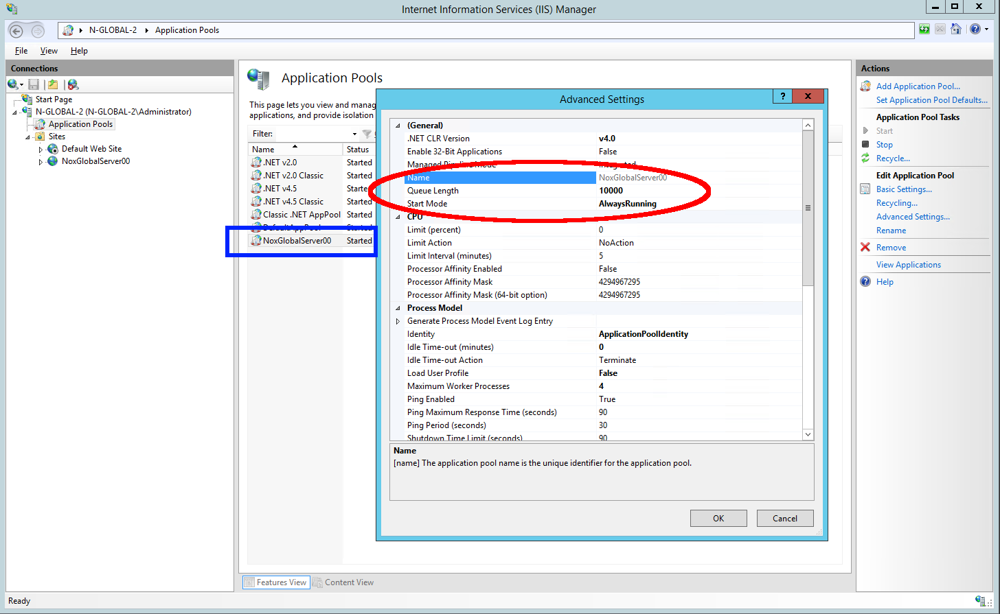 Internet Information Services (IIS) Manager
N-GLOBAL-2 Application Pools
File View Help
Connections
Start Page
N-GLOBAL-2 (N-GLOBAL-2\Administrator)
Application Pools
Sites
Default Web Site
NoxGlobalServer00
Application Pools
This page lets you view and manag
applications, and provide isolation
Filter:
Name Status
.NET v2.0 Started
.NET v2.0 Classic Started
.NET v4.5 Started
.NET v4.5 Classic Started
Classic .NET AppPool Started
DefaultAppPool Started
NoxGlobalServer00 Started
Advanced Settings
?
(General)
.NET CLR Version v4.0
Enable 32-Bit Applications False
Managed Pipeline Mode Integrated
Name NoxGlobalServer00
Queue Length 10000
Start Mode AlwaysRunning
CPU
Limit (percent) 0
Limit Action NoAction
Limit Interval (minutes) 5
Processor Affinity Enabled False
Processor Affinity Mask 4294967295
Processor Affinity Mask (64-bit option) 4294967295
Process Model
Generate Process Model Event Log Entry
Identity ApplicationPoolIdentity
Idle Time-out (minutes) 0
Idle Time-out Action Terminate
Load User Profile False
Maximum Worker Processes 4
Ping Enabled True
Ping Maximum Response Time (seconds) 90
Ping Period (seconds) 30
Shutdown Time Limit (seconds) 90
Name
[name] The application pool name is the unique identifier for the application pool.
OK Cancel
Actions
Add Application Pool...
Set Application Pool Defaults...
Application Pool Tasks
Start
Stop
Recycle...
Edit Application Pool
Basic Settings...
Recycling...
Advanced Settings...
Rename
Remove
View Applications
Help
Features View Content View
Ready